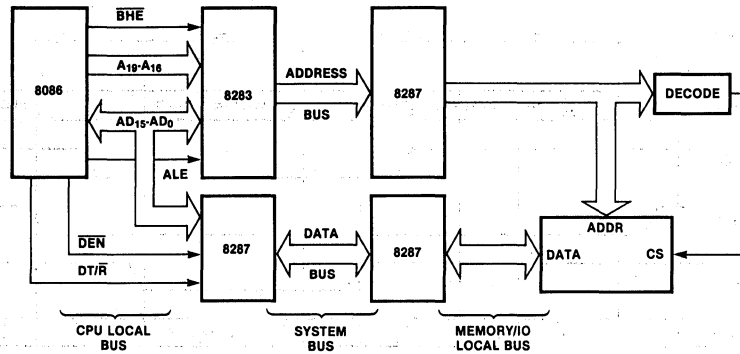 BHE
8086
A19-A16
8283
ADDRESS
BUS
8287
DECODE
AD15-AD0
ALE
ADDR
DATA
CS
8287
DATA
BUS
8287
DEN
DT/R
CPU LOCAL
BUS
SYSTEM
BUS
MEMORY/IO
LOCAL BUS